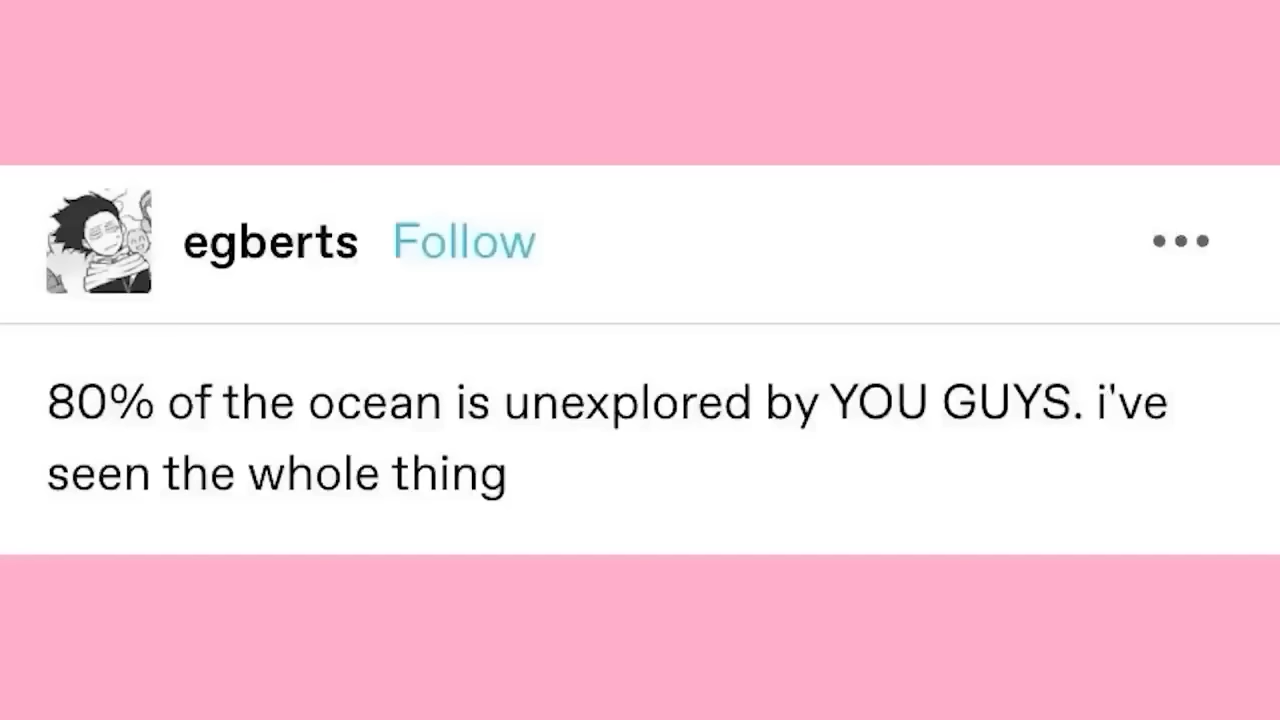 egberts Follow
80% of the ocean is unexplored by YOU GUYS. i've
seen the whole thing